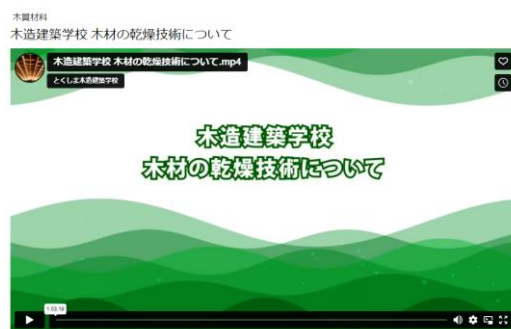 木質材料
木造建築学校 木材の乾燥技術について
木造建築学校 木材の乾燥技術について.mp4
とくしま木造建築学校
木造建築学校
木材の乾燥技術について
1:03:16